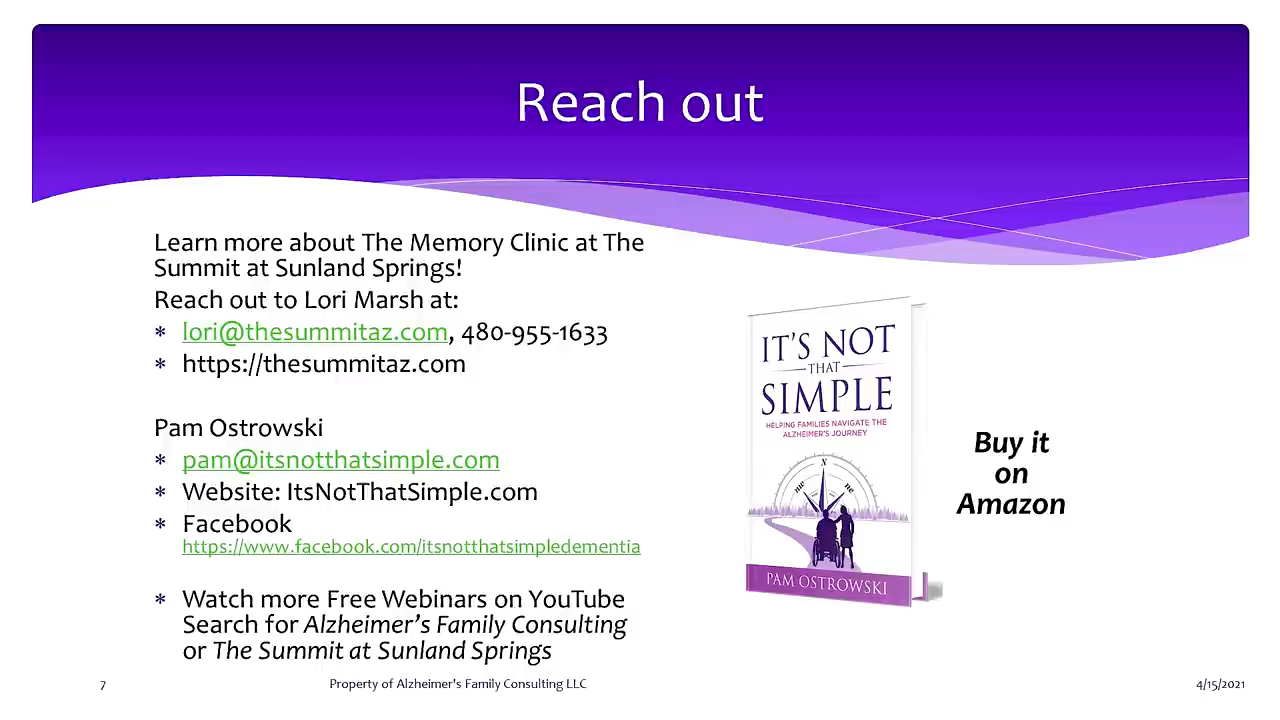 Reach out
Learn more about The Memory Clinic at The
Summit at Sunland Springs!
Reach out to Lori Marsh at:
* lori@thesummitaz.com, 480-955-1633
* https://thesummitaz.com
Pam Ostrowski
* pam@itsnotthatsimple.com
* Website: ItsNotThatSimple.com
* Facebook
https://www.facebook.com/itsnotthatsimpledementia
* Watch more Free Webinars on YouTube
Search for Alzheimer's Family Consulting
or The Summit at Sunland Springs
IT'S NOT
THAT
SIMPLE
HELPING FAMILIES NAVIGATE THE
ALZHEIMER'S JOURNEY
N
nw
ne
PAM OSTROWSKI
Buy it
on
Amazon
7
Property of Alzheimer's Family Consulting LLC
4/15/2021